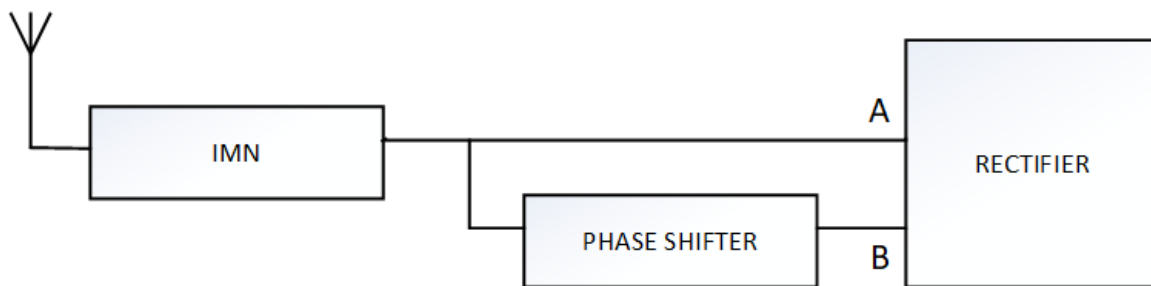 IMN
A
RECTIFIER
PHASE SHIFTER
B